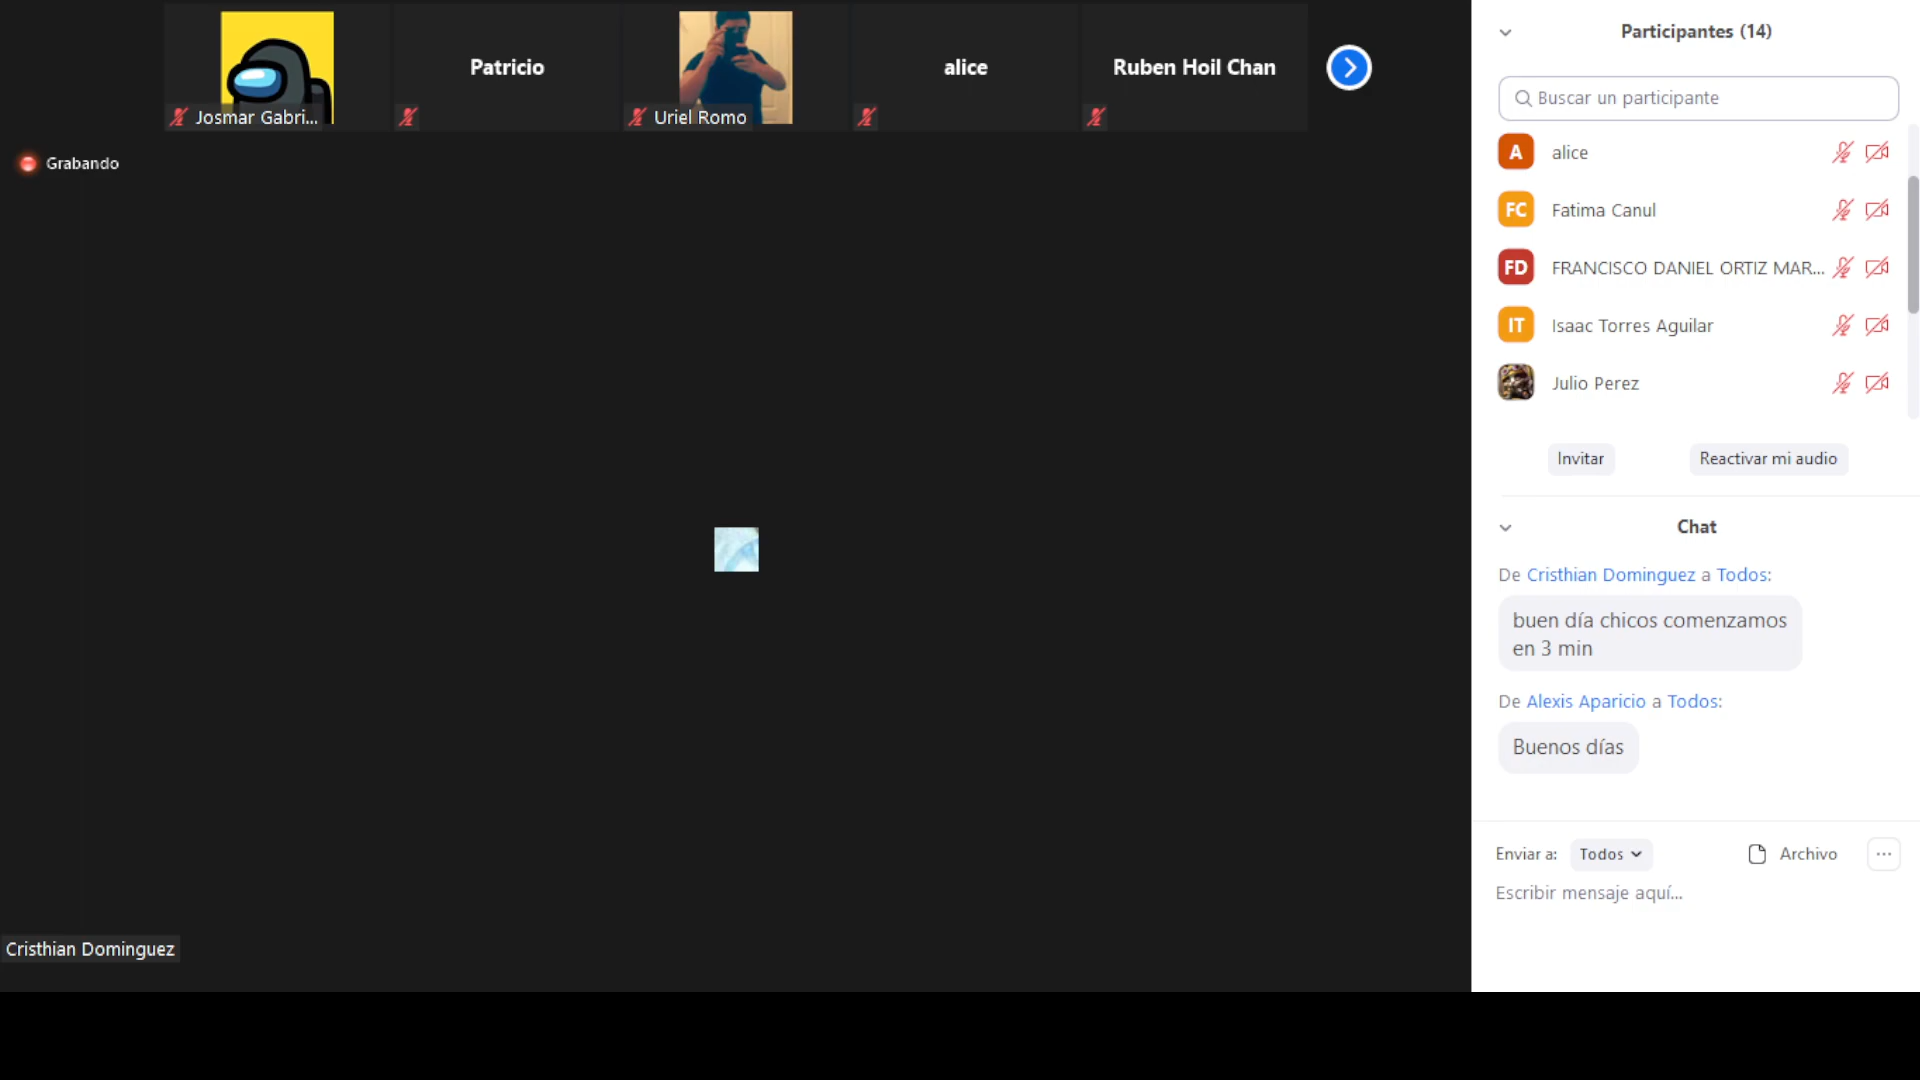 Josmar Gabri...
Patricio
Uriel Romo
alice
Ruben Hoil Chan
Grabando
Cristhian Dominguez
Participantes (14)
Buscar un participante
A alice
FC Fatima Canul
FD FRANCISCO DANIEL ORTIZ MAR...
IT Isaac Torres Aguilar
Julio Perez
Invitar Reactivar mi audio
Chat
De Cristhian Dominguez a Todos:
buen día chicos comenzamos
en 3 min
De Alexis Aparicio a Todos:
Buenos días
Enviar a: Todos Archivo ...
Escribir mensaje aquí...